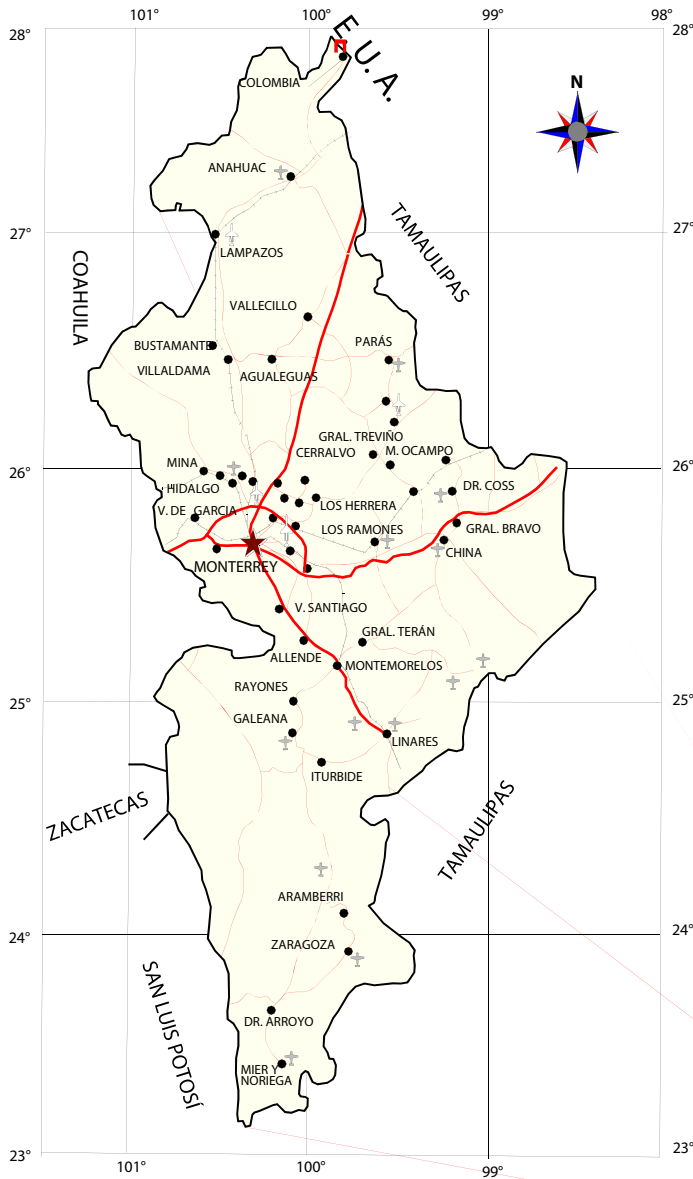 101°
100°
99°
98°
28°
28°
E. U. A.
COLOMBIA
N
ANAHUAC
27°
27°
TAMAULIPAS
LAMPAZOS
COAHUILA
VALLECILLO
BUSTAMANTE
PARÁS
VILLALDAMA
AGUALEGUAS
GRAL. TREVIÑO
CERRALVO
M. OCAMPO
26°
26°
MINA
HIDALGO
DR. COSS
V. DE GARCIA
LOS HERRERA
LOS RAMONES
GRAL. BRAVO
CHINA
MONTERREY
V. SANTIAGO
GRAL. TERÁN
ALLENDE
MONTEMORELOS
RAYONES
25°
25°
GALEANA
LINARES
ITURBIDE
ZACATECAS
TAMAULIPAS
ARAMBERRI
24°
24°
ZARAGOZA
SAN LUIS POTOSÍ
DR. ARROYO
MIER Y
NORIEGA
23°
23°
101°
100°
99°